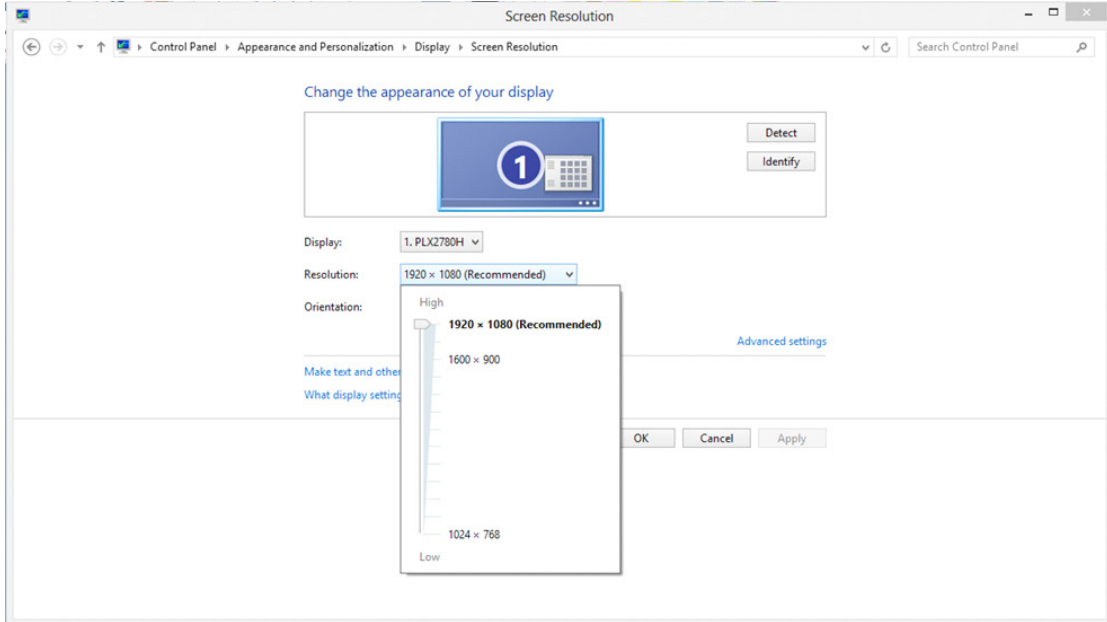 Screen Resolution
Control Panel Appearance and Personalization Display Screen Resolution
Search Control Panel
Change the appearance of your display
1
Detect
Identify
Display: 1. PLX2780H
Resolution: 1920 × 1080 (Recommended)
Orientation:
High
1920 × 1080 (Recommended)
1600 × 900
1024 × 768
Low
Advanced settings
Make text and other
What display setting
OK Cancel Apply